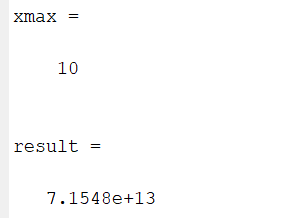 xmax =
10
result =
7.1548e+13